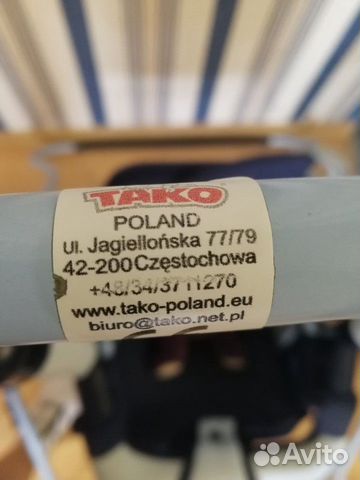 TAKO
POLAND
ul. Jagiellońska 77/79
42-200 Częstochowa
+48/34/3711270
www.tako-poland.eu
biuro@tako.net.pl
Avito